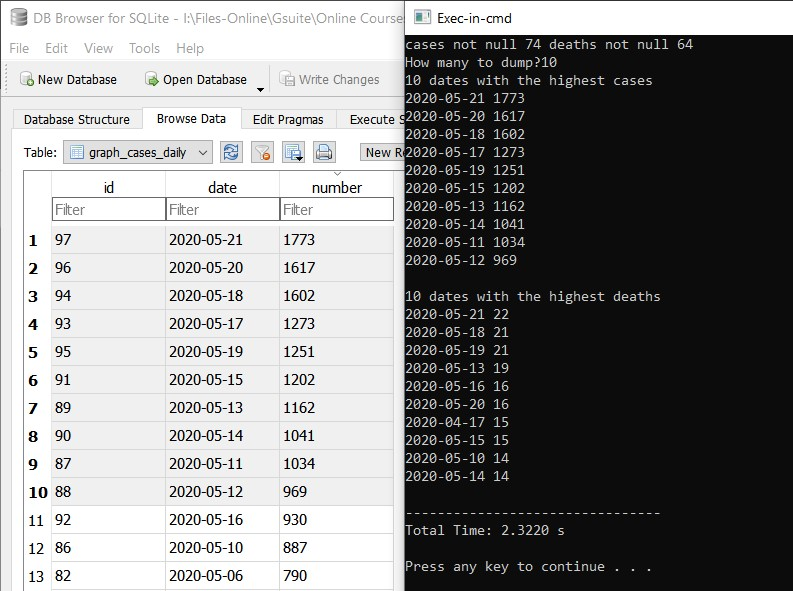 DB Browser for SQLite - I:\Files-Online\Gsuite\Online Course
File Edit View Tools Help
New Database Open Database Write Changes
Database Structure Browse Data Edit Pragmas Execute S
Table: graph_cases_daily New Re
id date number
Filter Filter Filter
1 97 2020-05-21 1773
2 96 2020-05-20 1617
3 94 2020-05-18 1602
4 93 2020-05-17 1273
5 95 2020-05-19 1251
6 91 2020-05-15 1202
7 89 2020-05-13 1162
8 90 2020-05-14 1041
9 87 2020-05-11 1034
10 88 2020-05-12 969
11 92 2020-05-16 930
12 86 2020-05-10 887
13 82 2020-05-06 790
Exec-in-cmd
cases not null 74 deaths not null 64
How many to dump?10
10 dates with the highest cases
2020-05-21 1773
2020-05-20 1617
2020-05-18 1602
2020-05-17 1273
2020-05-19 1251
2020-05-15 1202
2020-05-13 1162
2020-05-14 1041
2020-05-11 1034
2020-05-12 969
10 dates with the highest deaths
2020-05-21 22
2020-05-18 21
2020-05-19 21
2020-05-13 19
2020-05-16 16
2020-05-20 16
2020-04-17 15
2020-05-15 15
2020-05-10 14
2020-05-14 14
--------------------------------
Total Time: 2.3220 s
Press any key to continue . . .